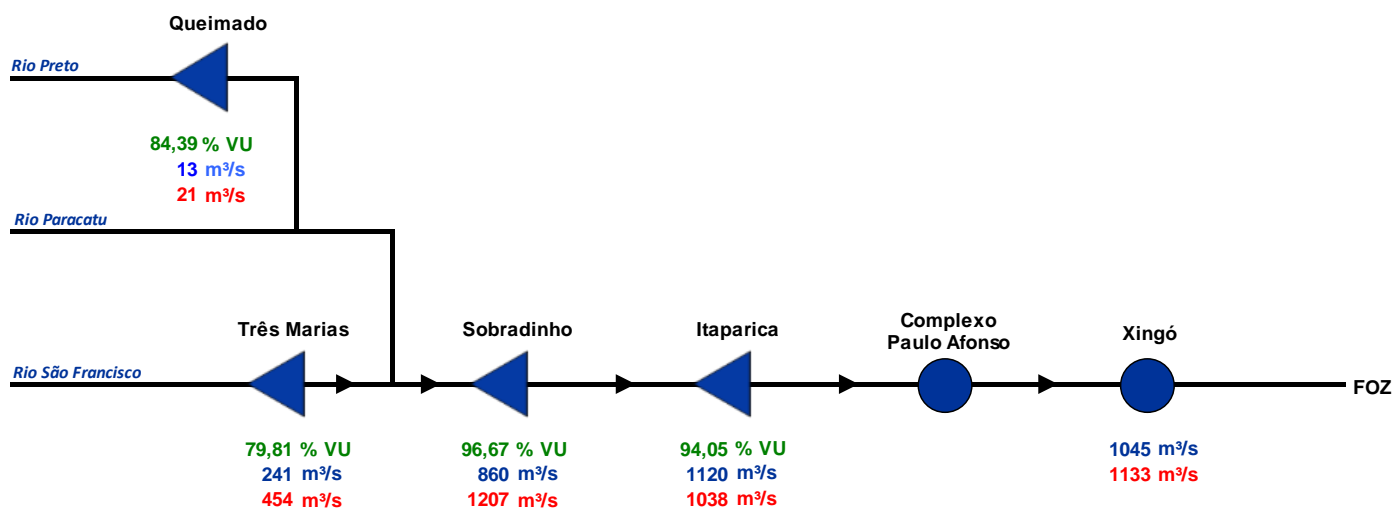 Queimado
Rio Preto
84,39 % VU
13 m³/s
21 m³/s
Rio Paracatu
Três Marias
Sobradinho
Itaparica
Complexo
Paulo Afonso
Xingó
Rio São Francisco
FOZ
79,81 % VU
241 m³/s
454 m³/s
96,67 % VU
860 m³/s
1207 m³/s
94,05 % VU
1120 m³/s
1038 m³/s
1045 m³/s
1133 m³/s